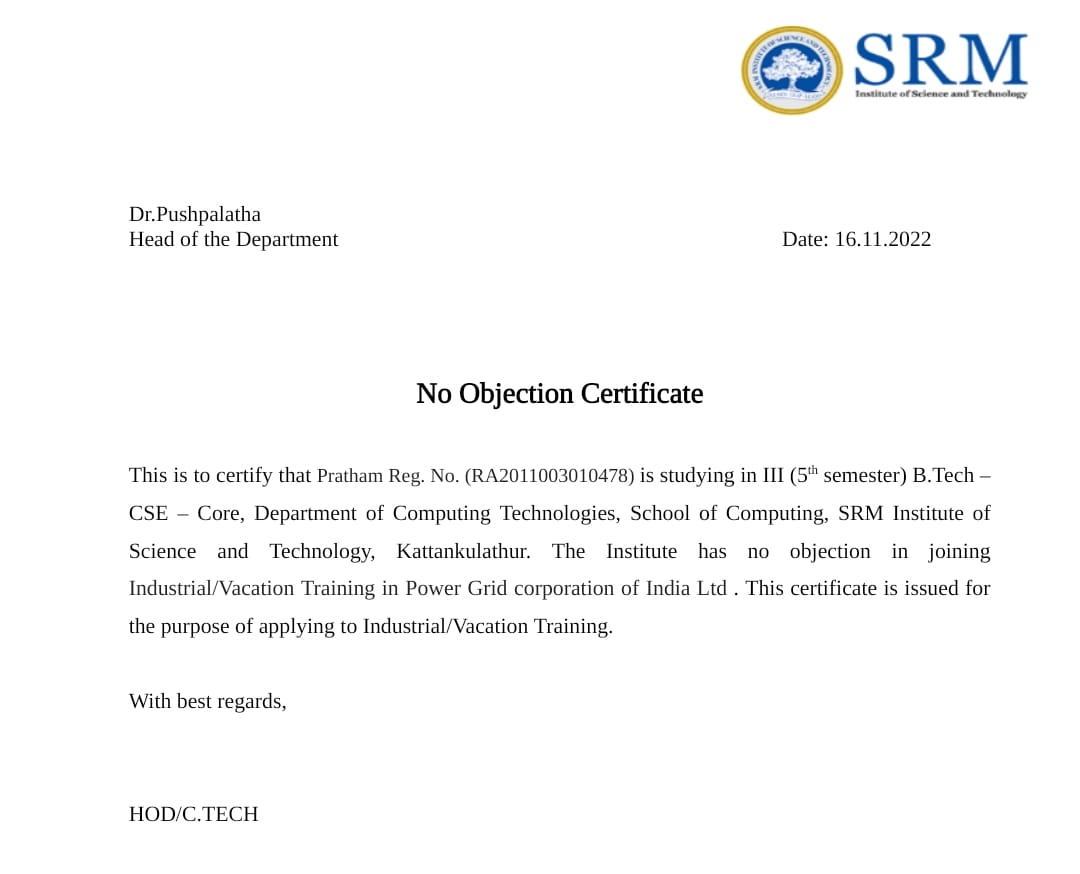 SRM
Institute of Science and Technology
Dr.Pushpalatha
Head of the Department Date: 16.11.2022
No Objection Certificate
This is to certify that Pratham Reg. No. (RA2011003010478) is studying in III (5th semester) B.Tech –
CSE – Core, Department of Computing Technologies, School of Computing, SRM Institute of
Science and Technology, Kattankulathur. The Institute has no objection in joining
Industrial/Vacation Training in Power Grid corporation of India Ltd . This certificate is issued for
the purpose of applying to Industrial/Vacation Training.
With best regards,
HOD/C.TECH